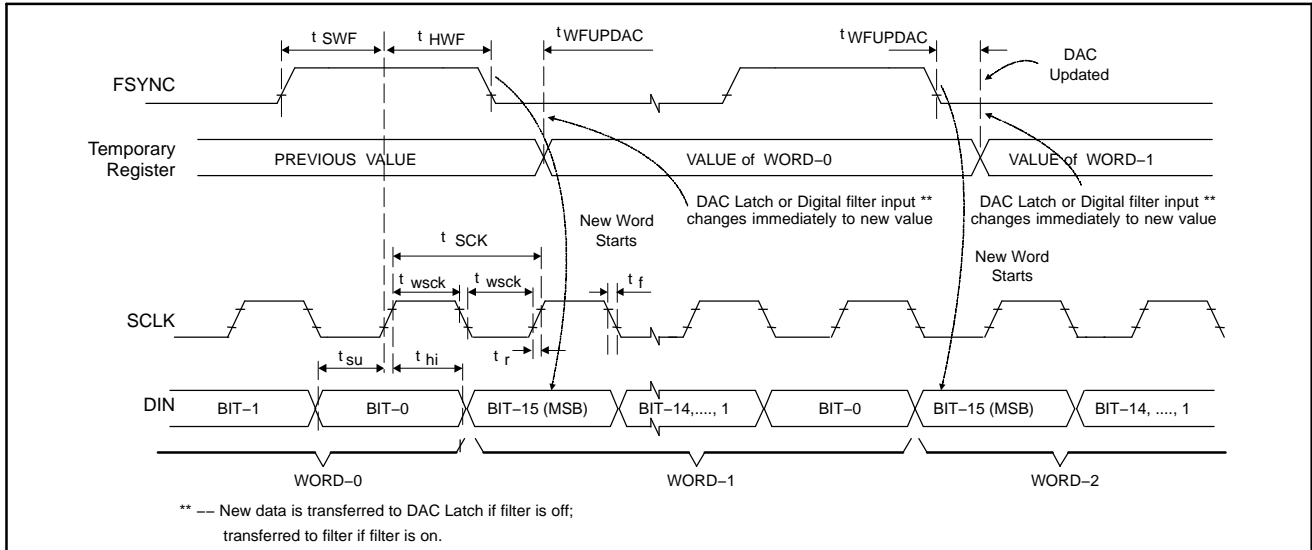 t SWF
t HWF
t WFUPDAC
t WFUPDAC
DAC
Updated
FSYNC
Temporary
Register
PREVIOUS VALUE
VALUE of WORD−0
VALUE of WORD−1
DAC Latch or Digital filter input **
changes immediately to new value
DAC Latch or Digital filter input **
changes immediately to new value
New Word
Starts
New Word
Starts
t SCK
t wsck
t wsck
t f
SCLK
t su
t hi
t r
DIN
BIT−1
BIT−0
BIT−15 (MSB)
BIT−14,...., 1
BIT−0
BIT−15 (MSB)
BIT−14, ...., 1
WORD−0
WORD−1
WORD−2
** −− New data is transferred to DAC Latch if filter is off;
transferred to filter if filter is on.